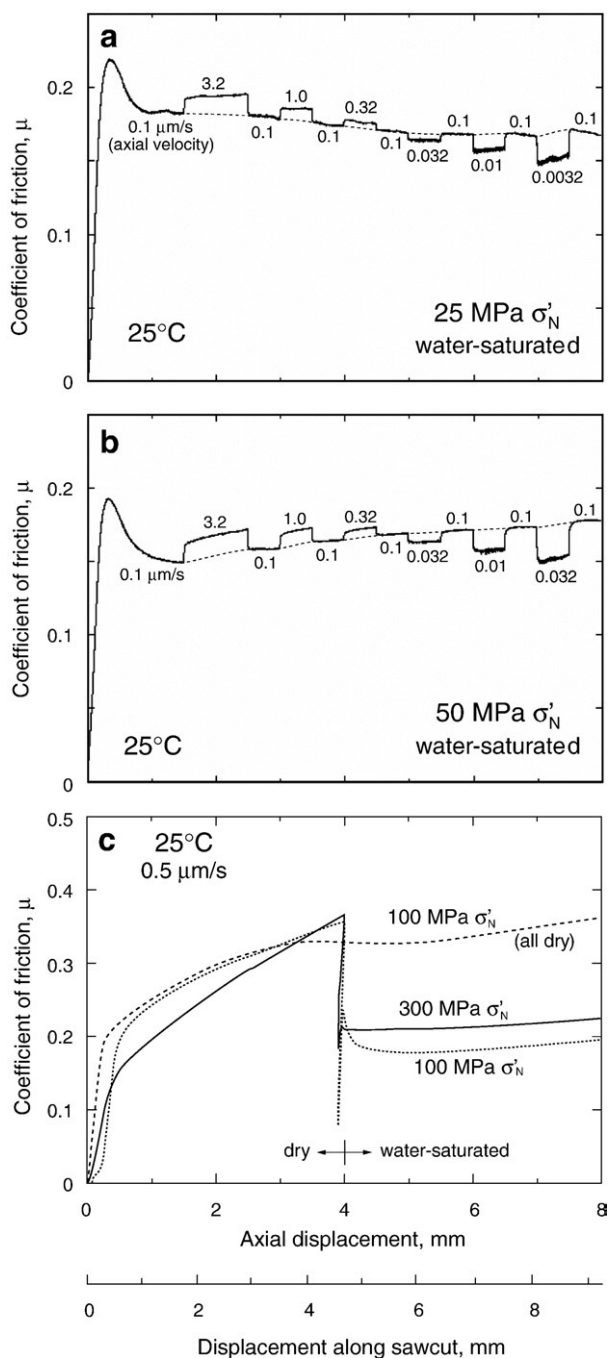 a
0.2
0.1
0
Coefficient of friction, μ
3.2
1.0
0.32
0.1
0.1
0.1
0.1 μm/s
(axial velocity)
0.1
0.1
0.1
0.032
0.01
0.0032
25°C
25 MPa σ'N
water-saturated
b
0.2
0.1
0
Coefficient of friction, μ
3.2
1.0
0.32
0.1
0.1
0.1
0.1 μm/s
0.1
0.1
0.1
0.032
0.01
0.032
25°C
50 MPa σ'N
water-saturated
c
25°C
0.5 μm/s
0.5
0.4
0.3
0.2
0.1
0
Coefficient of friction, μ
100 MPa σ'N
(all dry)
300 MPa σ'N
100 MPa σ'N
dry
water-saturated
0 2 4 6 8
Axial displacement, mm
0 2 4 6 8
Displacement along sawcut, mm